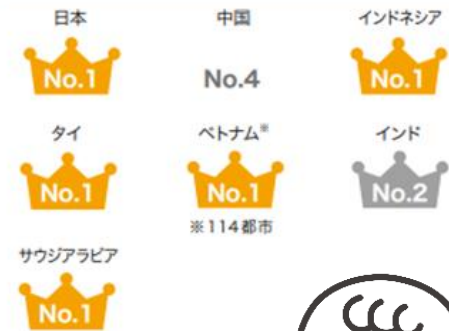 日本 中国 インドネシア
No.1 No.4 No.1
タイ ベトナム※ インド
No.1 No.1 No.2
※114都市
サウジアラビア
No.1
CCC